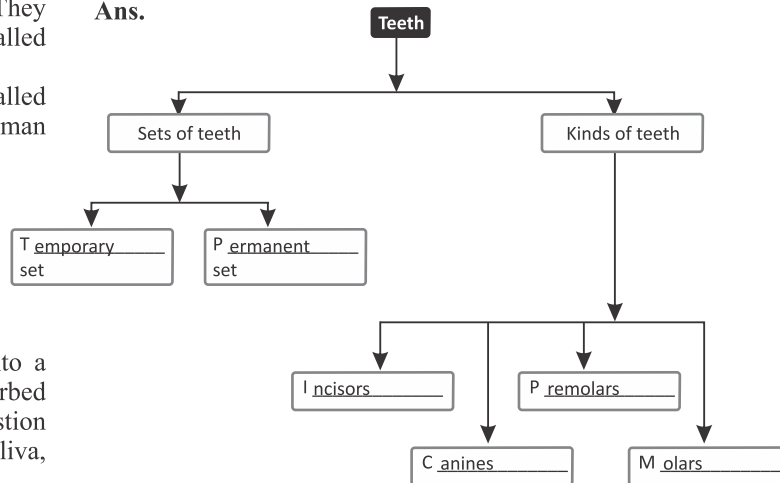 They
alled
alled
man
to a
rbed
stion
liva,
Ans.
Teeth
Sets of teeth
Kinds of teeth
T emporary
set
P ermanent
set
I ncisors
P remolars
C anines
M olars